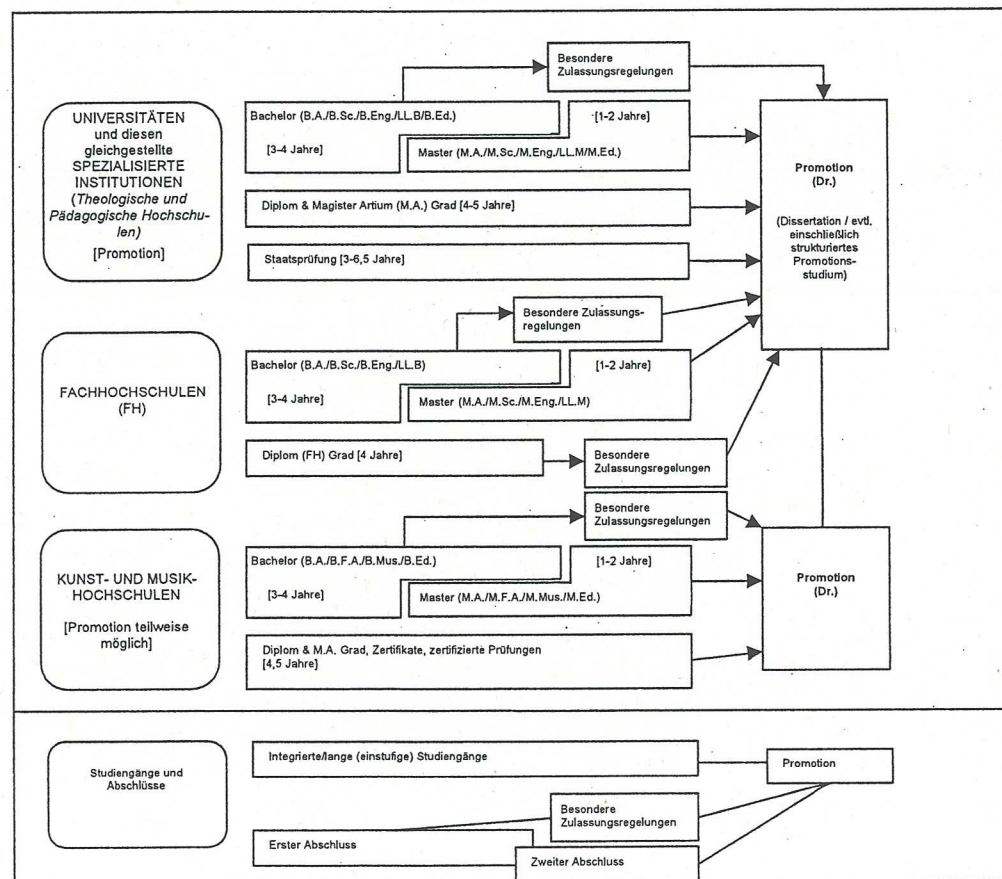 Besondere
Zulassungsregelungen
UNIVERSITÄTEN
und diesen
gleichgestellte
SPEZIALISIERTE
INSTITUTIONEN
(Theologische und
Pädagogische Hochschu-
len)
[Promotion]
Bachelor (B.A./B.Sc./B.Eng./LL.B/B.Ed.)
[1-2 Jahre]
[3-4 Jahre]
Master (M.A./M.Sc./M.Eng./LL.M/M.Ed.)
Diplom & Magister Artium (M.A.) Grad [4-5 Jahre]
Staatsprüfung [3-6,5 Jahre]
Promotion
(Dr.)
(Dissertation / evtl.
einschließlich
strukturiertes
Promotions-
studium)
FACHHOCHSCHULEN
(FH)
Besondere Zulassungs-
regelungen
Bachelor (B.A./B.Sc./B.Eng./LL.B)
[1-2 Jahre]
[3-4 Jahre]
Master (M.A./M.Sc./M.Eng./LL.M)
Diplom (FH) Grad [4 Jahre]
Besondere
Zulassungsregelungen
KUNST- UND MUSIK-
HOCHSCHULEN
[Promotion teilweise
möglich]
Besondere
Zulassungsregelungen
Bachelor (B.A./B.F.A./B.Mus./B.Ed.)
[1-2 Jahre]
[3-4 Jahre]
Master (M.A./M.F.A./M.Mus./M.Ed.)
Diplom & M.A. Grad, Zertifikate, zertifizierte Prüfungen
[4,5 Jahre]
Promotion
(Dr.)
Studiengänge und
Abschlüsse
Integrierte/lange (einstufige) Studiengänge
Promotion
Besondere
Zulassungsregelungen
Erster Abschluss
Zweiter Abschluss